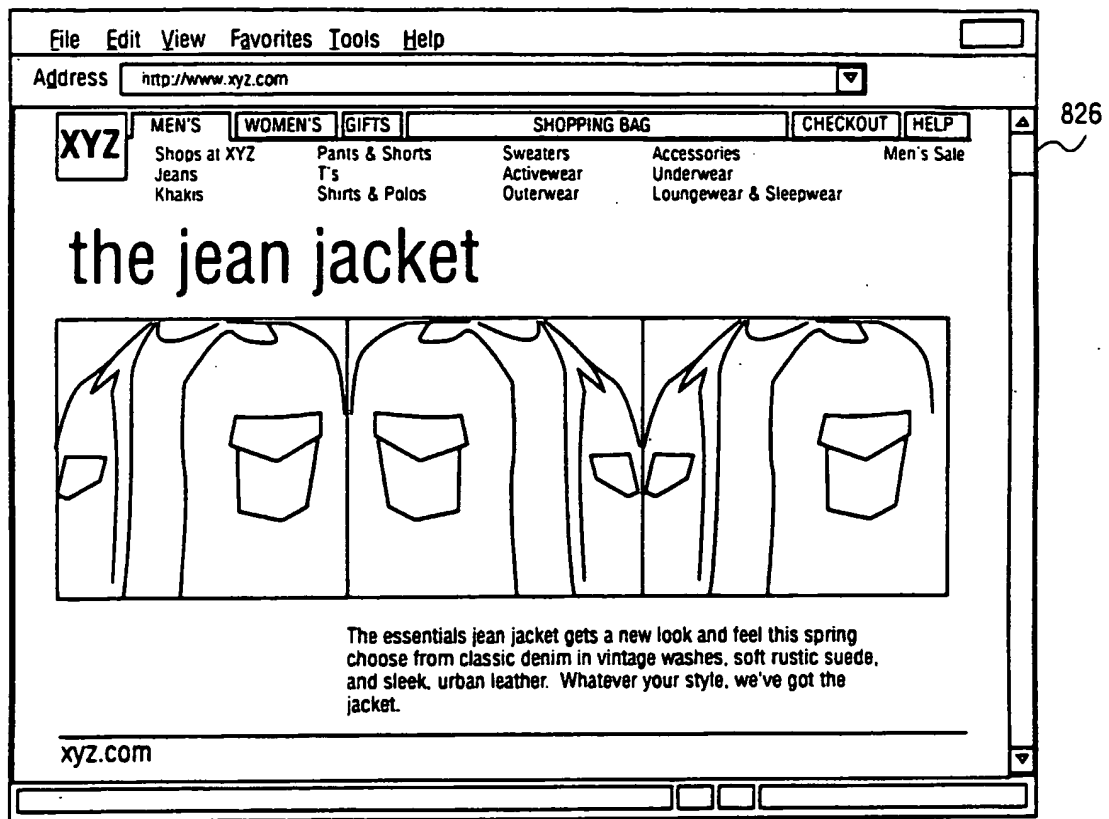 File Edit View Favorites Tools Help
Address http://www.xyz.com
826
XYZ MEN'S WOMEN'S GIFTS SHOPPING BAG CHECKOUT HELP
Shops at XYZ Pants & Shorts Sweaters Accessories Men's Sale
Jeans T's Activewear Underwear
Khakis Shirts & Polos Outerwear Loungewear & Sleepwear
the jean jacket
The essentials jean jacket gets a new look and feel this spring
choose from classic denim in vintage washes, soft rustic suede,
and sleek, urban leather. Whatever your style, we've got the
jacket.
xyz.com